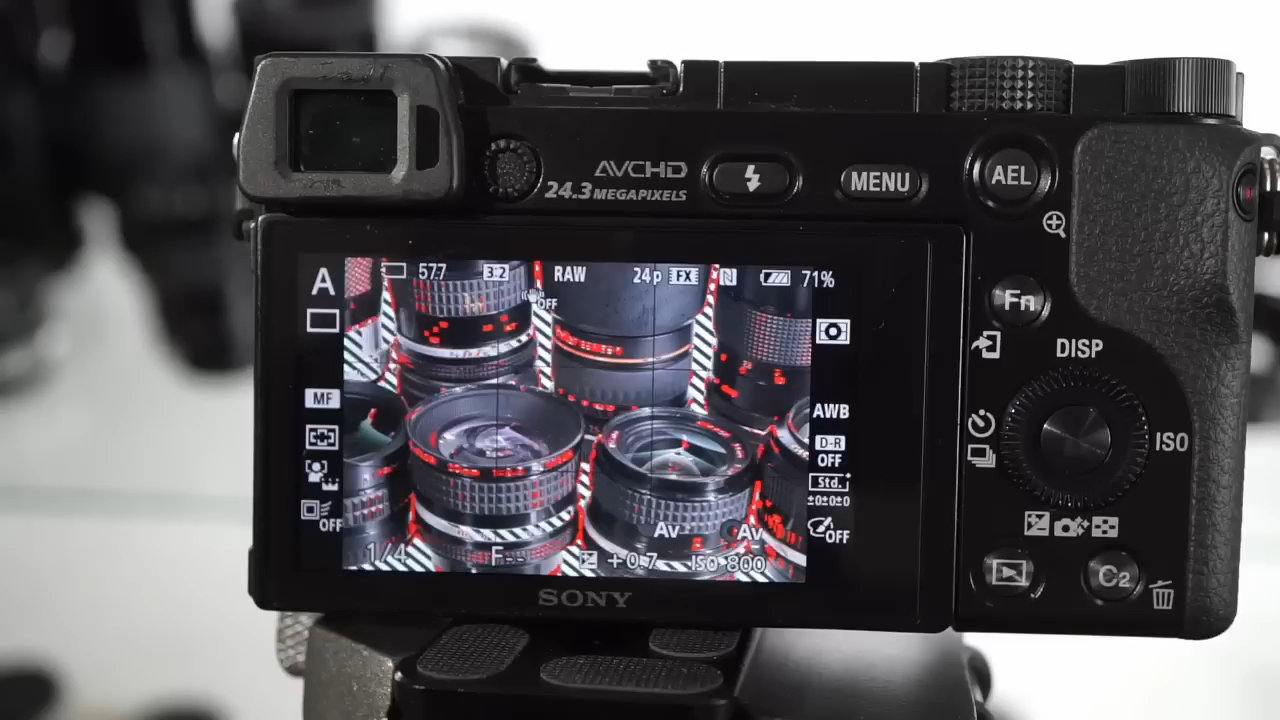 AVCHD
24.3 MEGAPIXELS
MENU
AEL
Fn
DISP
ISO
C2
A
577
3:2
RAW
24p
FX
N
71%
OFF
MF
AWB
D-R
OFF
Std.
±0±0±0
OFF
OFF
Av
Av
1/4
F--
+0.7
ISO 800
SONY